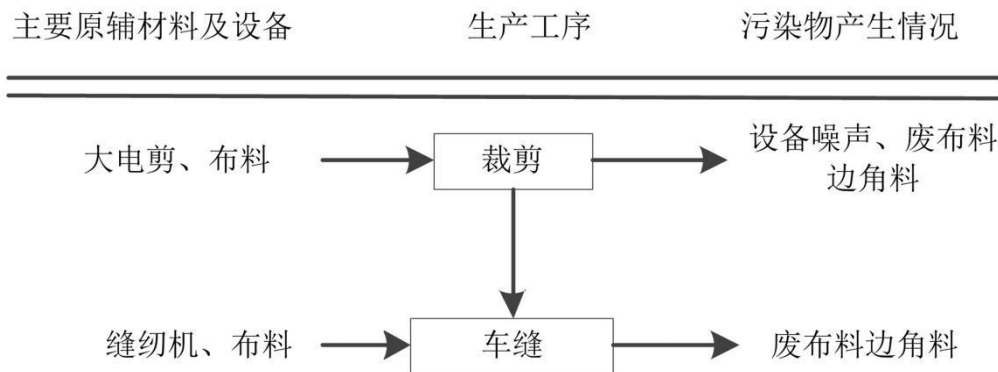 主要原辅材料及设备 生产工序 污染物产生情况
大电剪、布料 裁剪 设备噪声、废布料
边角料
缝纫机、布料 车缝 废布料边角料